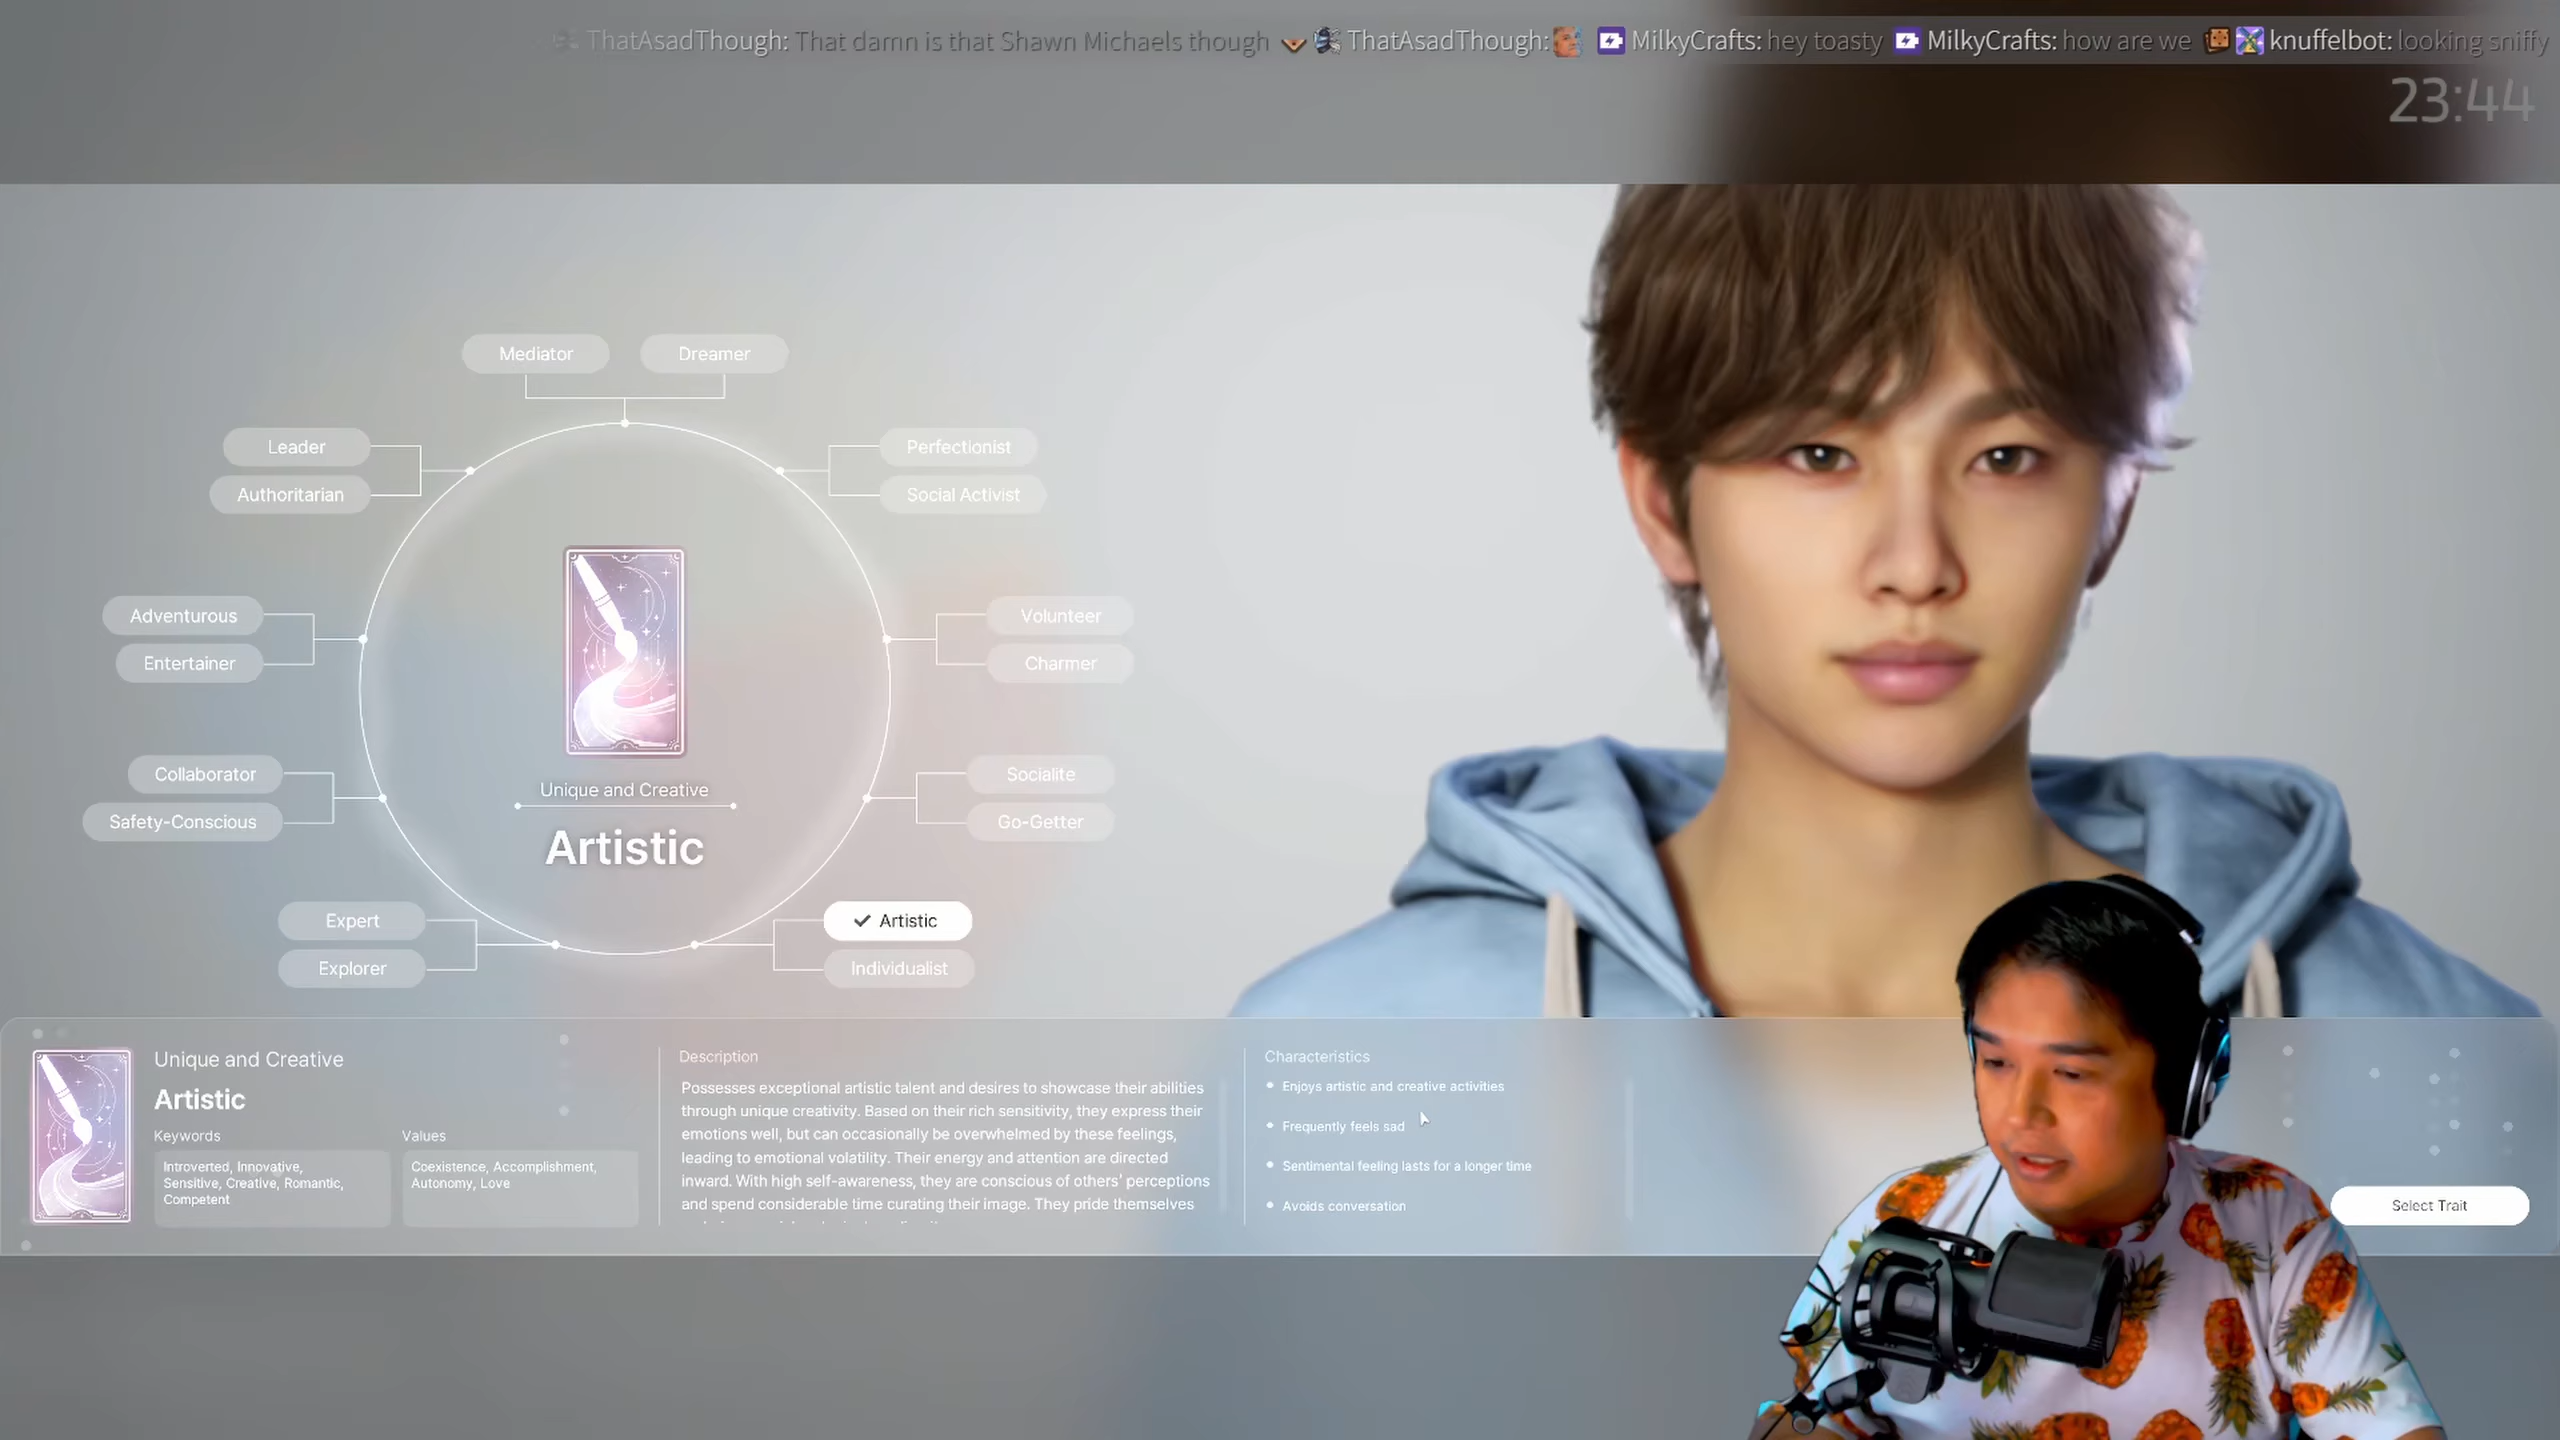 ThatAsadThough: That damn is that Shawn Michaels though ThatAsadThough: MilkyCrafts: hey toasty MilkyCrafts: how are we knuffelbot: looking sniffy
23:44
Mediator
Dreamer
Leader
Authoritarian
Perfectionist
Social Activist
Adventurous
Entertainer
Volunteer
Charmer
Collaborator
Safety-Conscious
Socialite
Go-Getter
Unique and Creative
Artistic
Expert
Explorer
Artistic
Individualist
Unique and Creative
Artistic
Keywords
Introverted, Innovative,
Sensitive, Creative, Romantic,
Competent
Values
Coexistence, Accomplishment,
Autonomy, Love
Description
Possesses exceptional artistic talent and desires to showcase their abilities
through unique creativity. Based on their rich sensitivity, they express their
emotions well, but can occasionally be overwhelmed by these feelings,
leading to emotional volatility. Their energy and attention are directed
inward. With high self-awareness, they are conscious of others' perceptions
and spend considerable time curating their image. They pride themselves
Characteristics
Enjoys artistic and creative activities
Frequently feels sad
Sentimental feeling lasts for a longer time
Avoids conversation
Select Trait